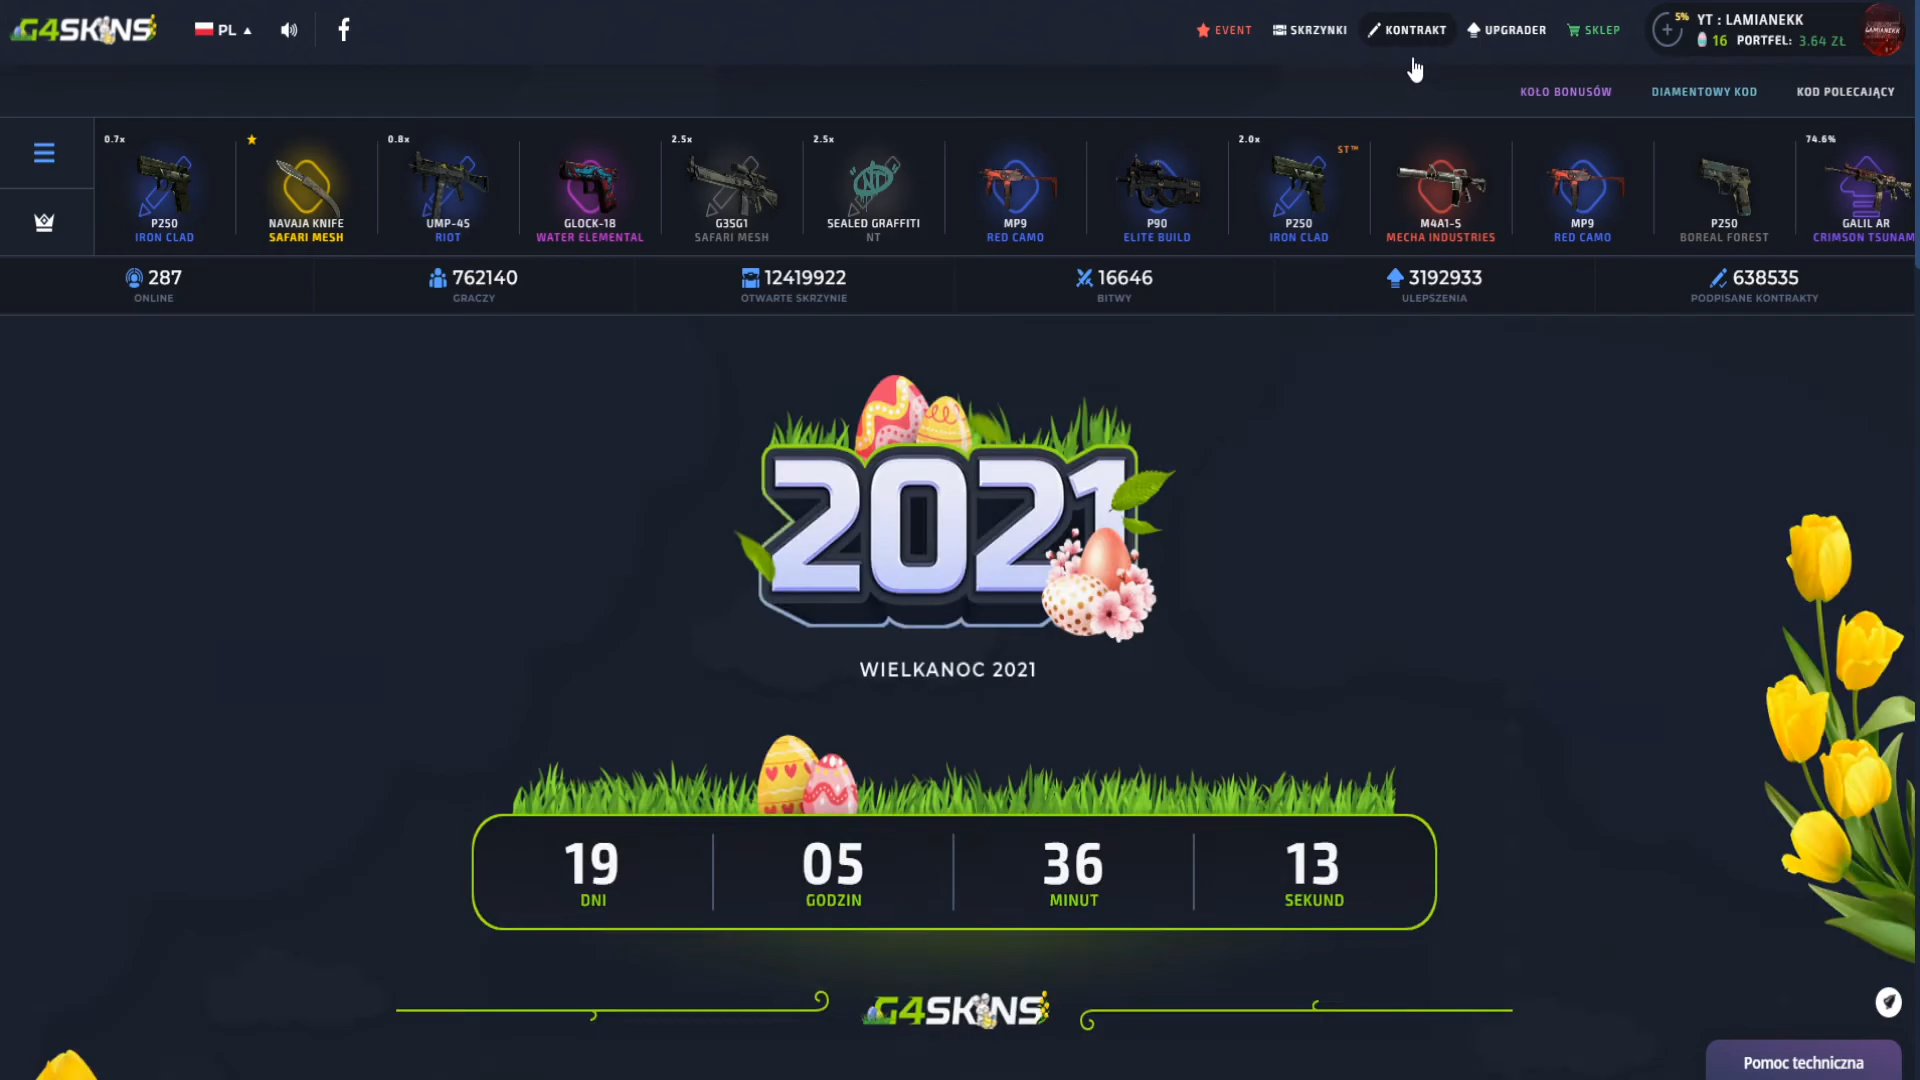 G4SKINS
PL
EVENT
SKRZYNKI
KONTRAKT
UPGRADER
SKLEP
5%
YT : LAMIANEKK
16 PORTFEL: 3.64 ZŁ
LAMIANEKK
KOŁO BONUSÓW
DIAMENTOWY KOD
KOD POLECAJĄCY
0.7x
P250
IRON CLAD
NAVAJA KNIFE
SAFARI MESH
0.8x
UMP-45
RIOT
GLOCK-18
WATER ELEMENTAL
2.5x
G3SG1
SAFARI MESH
2.5x
SEALED GRAFFITI
NT
MP9
RED CAMO
P90
ELITE BUILD
2.0x
P250
IRON CLAD
ST™
M4A1-S
MECHA INDUSTRIES
MP9
RED CAMO
P250
BOREAL FOREST
74.6%
GALIL AR
CRIMSON TSUNAM
287
ONLINE
762140
GRACZY
12419922
OTWARTE SKRZYNIE
16646
BITWY
3192933
ULEPSZENIA
638535
PODPISANE KONTRAKTY
2021
WIELKANOC 2021
19
DNI
05
GODZIN
36
MINUT
13
SEKUND
G4SKINS
Pomoc techniczna